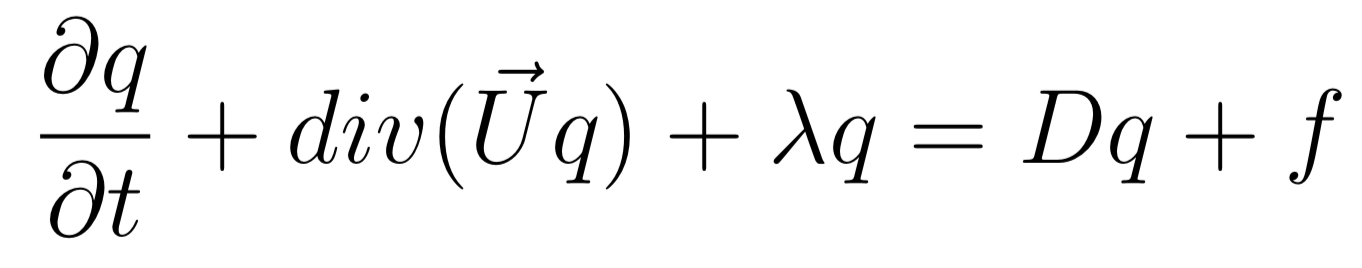 ∂q/∂t + div(U⃗q) + λq = Dq + f